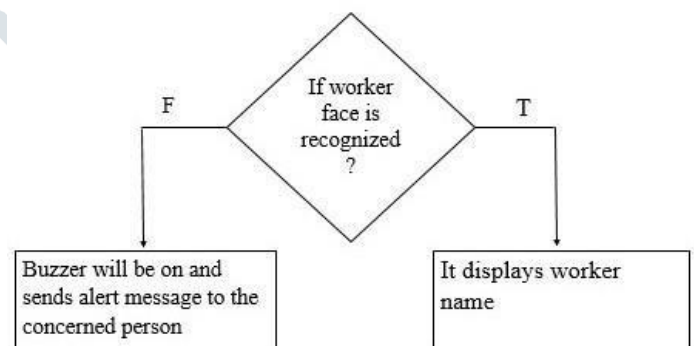 If worker
face is
recognized
?
F
T
Buzzer will be on and
sends alert message to the
concerned person
It displays worker
name